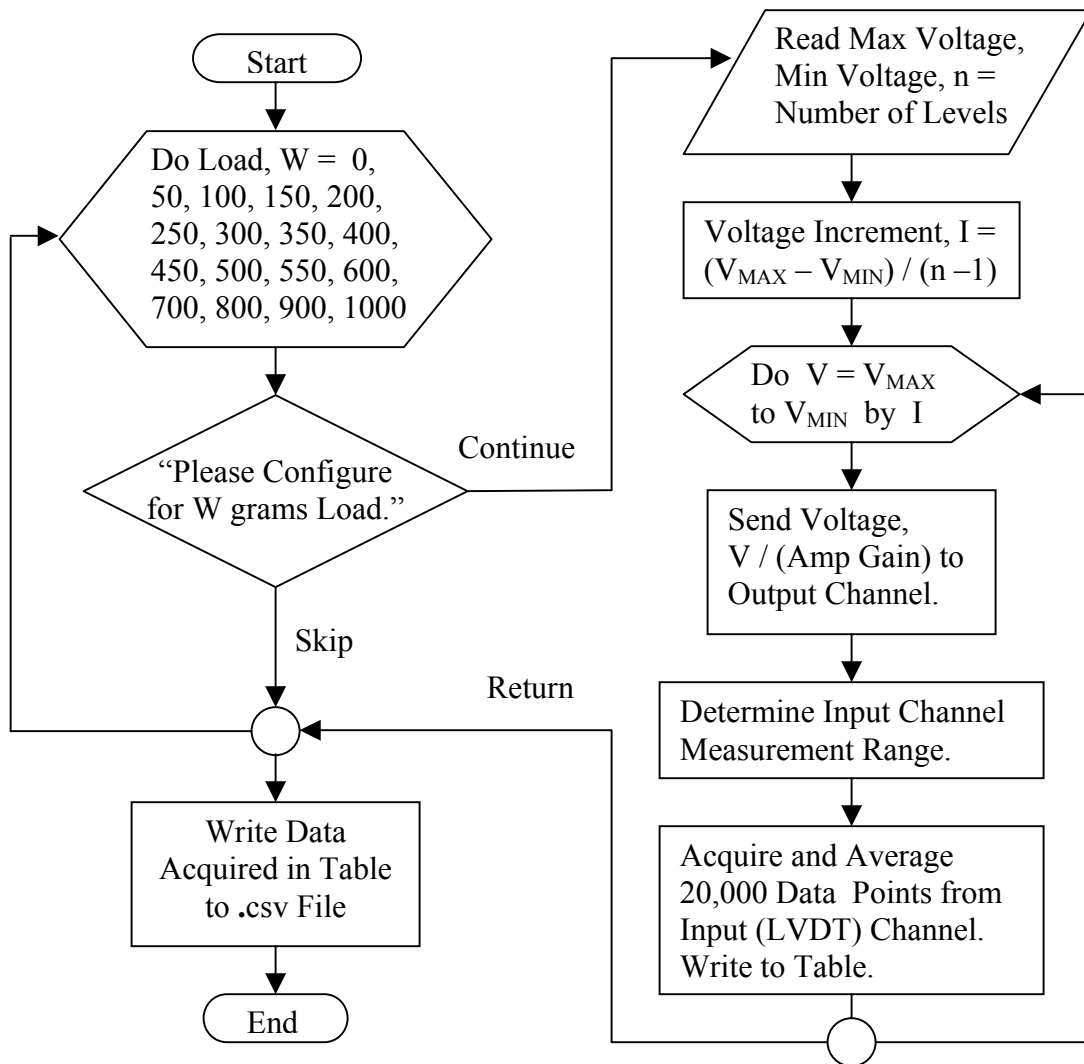 Start
Do Load, W = 0,
50, 100, 150, 200,
250, 300, 350, 400,
450, 500, 550, 600,
700, 800, 900, 1000
“Please Configure
for W grams Load.”
Continue
Skip
Return
Write Data
Acquired in Table
to .csv File
End
Read Max Voltage,
Min Voltage, n =
Number of Levels
Voltage Increment, I =
(VMAX – VMIN) / (n –1)
Do V = VMAX
to VMIN by I
Send Voltage,
V / (Amp Gain) to
Output Channel.
Determine Input Channel
Measurement Range.
Acquire and Average
20,000 Data Points from
Input (LVDT) Channel.
Write to Table.